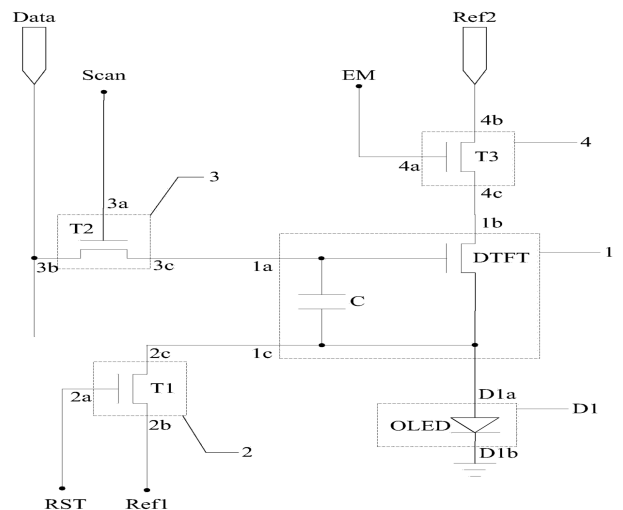 Data
Ref2
Scan
EM
4b
4
T3
4a
3
4c
3a
T2
1b
3b
3c
1a
DTFT
1
C
2c
1c
T1
2a
D1a
D1
OLED
2b
D1b
2
RST
Ref1